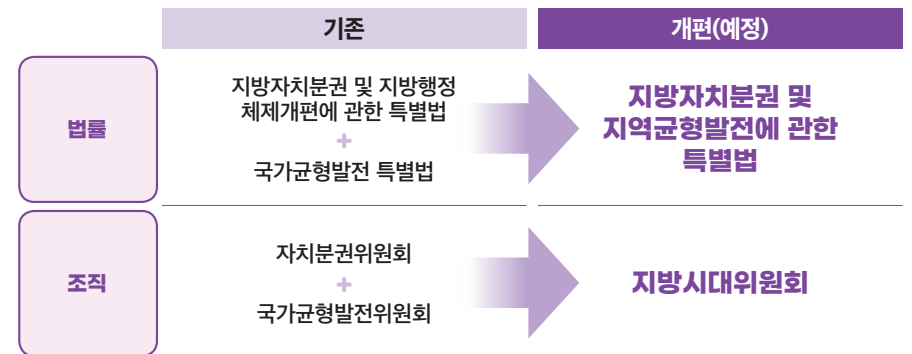 기존
개편(예정)
법률
지방자치분권 및 지방행정
체제개편에 관한 특별법
+
국가균형발전 특별법
지방자치분권 및
지역균형발전에 관한
특별법
조직
자치분권위원회
+
국가균형발전위원회
지방시대위원회